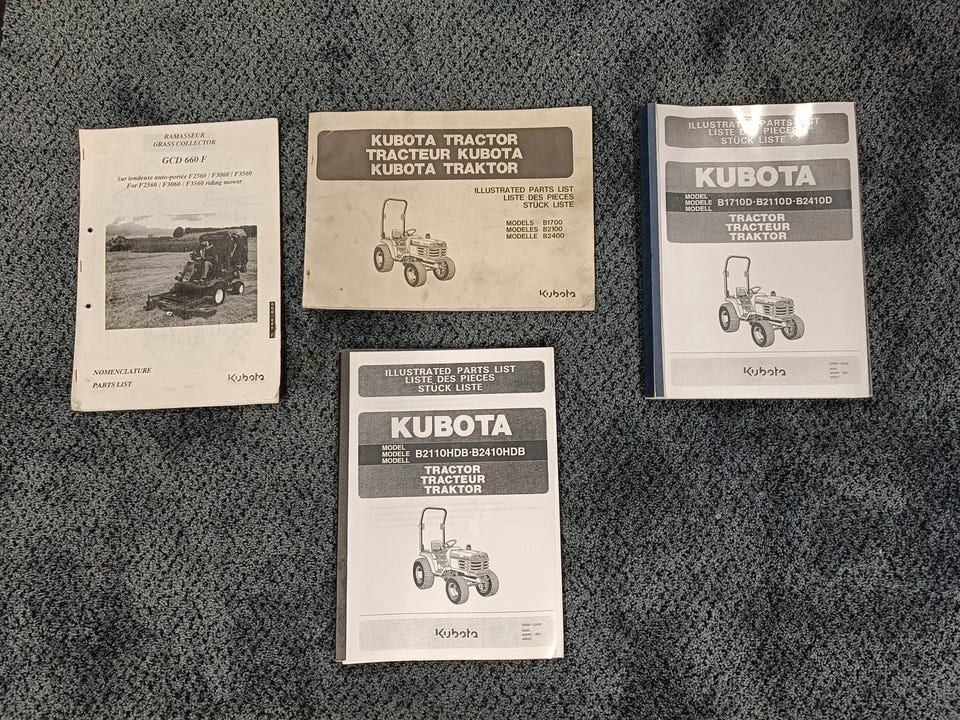 RAMASSEUR
GRASS COLLECTOR
GCD 660 F
Sur tondeuse auto-portée F2560 / F3060 / F3560
For F2560 / F3060 / F3560 riding mower
NOMENCLATURE
PARTS LIST
Kubota
KUBOTA TRACTOR
TRACTEUR KUBOTA
KUBOTA TRAKTOR
ILLUSTRATED PARTS LIST
LISTE DES PIECES
STÜCK LISTE
MODELS B1700
MODELES B2100
MODELLE B2400
Kubota
ILLUSTRATED PARTS LIST
LISTE DES PIECES
STÜCK LISTE
KUBOTA
MODEL
MODELE B1710D·B2110D·B2410D
MODELL
TRACTOR
TRACTEUR
TRAKTOR
Kubota
ILLUSTRATED PARTS LIST
LISTE DES PIECES
STÜCK LISTE
KUBOTA
MODEL
MODELE B2110HDB·B2410HDB
MODELL
TRACTOR
TRACTEUR
TRAKTOR
Kubota